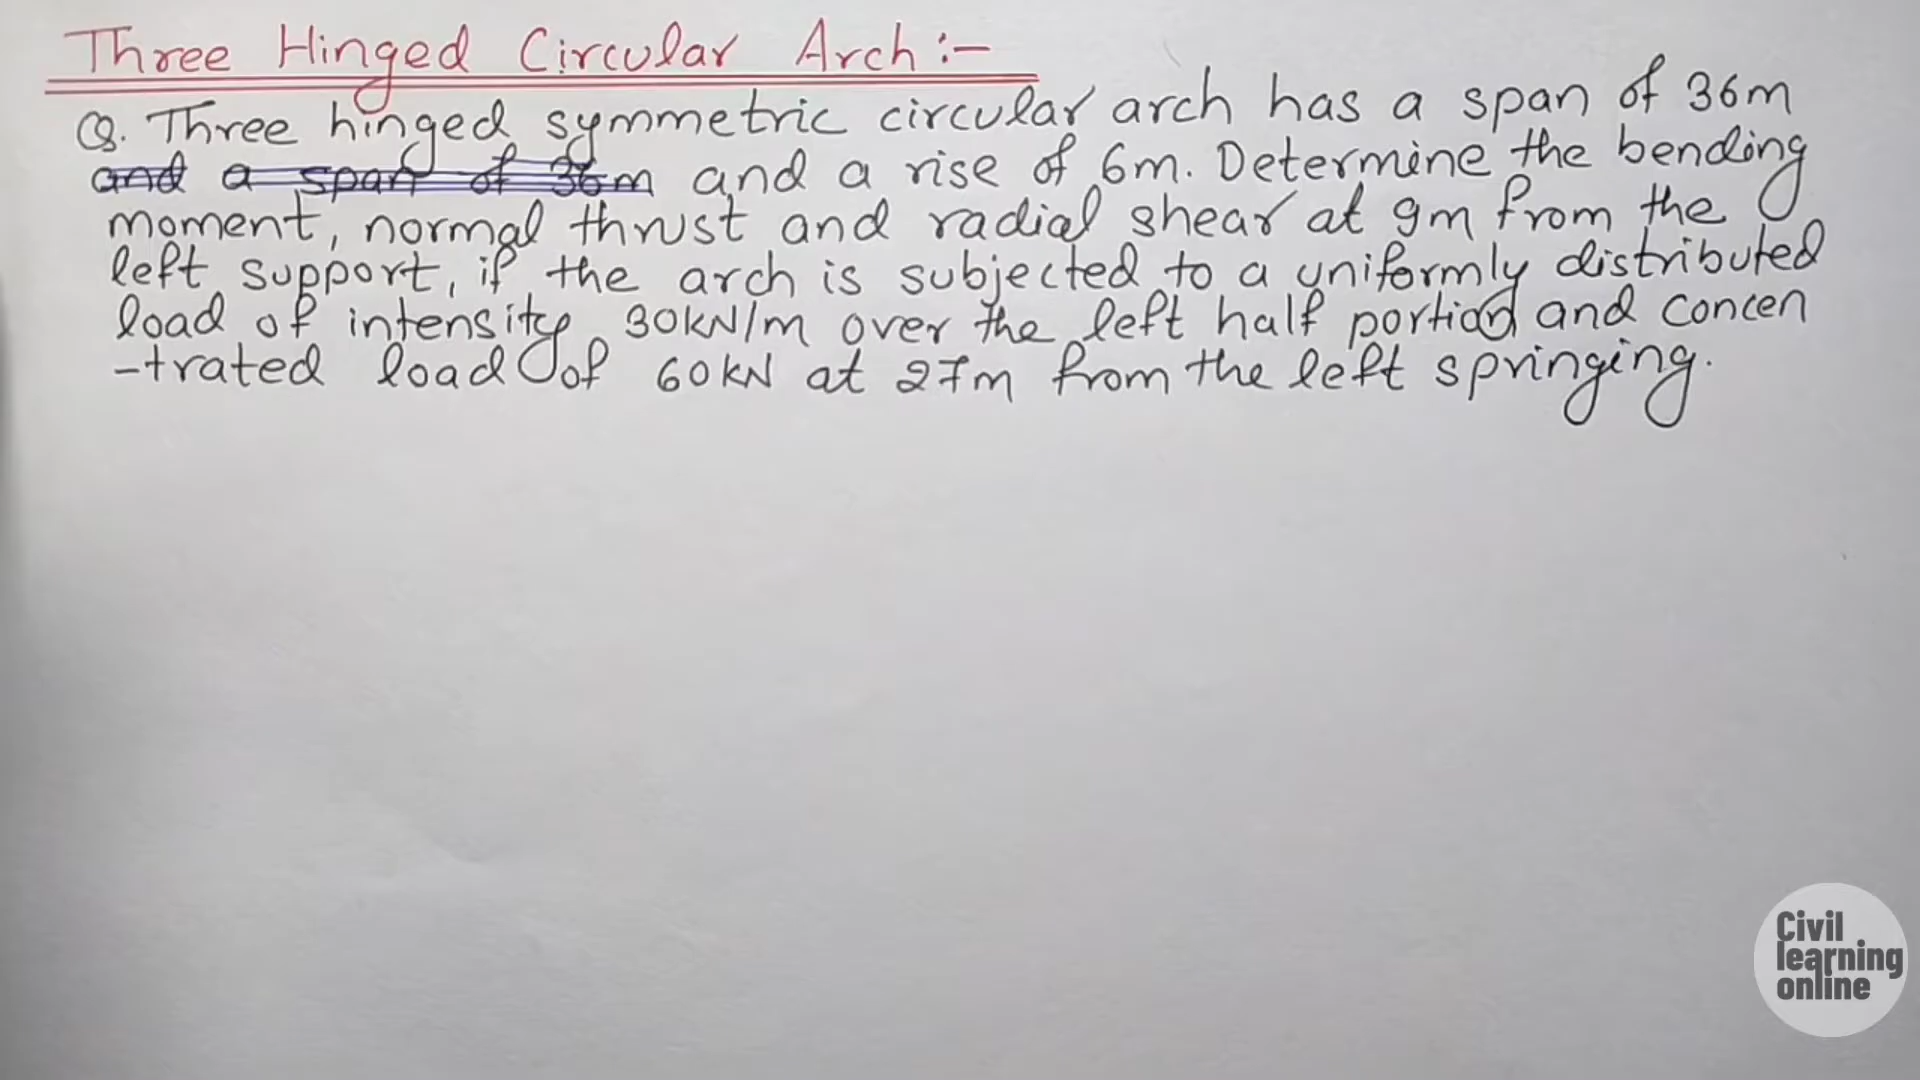 Three Hinged Circular Arch:-
Q. Three hinged symmetric circular arch has a span of 36m
and a span of 36m and a rise of 6m. Determine the bending
moment, normal thrust and radial shear at 9m from the
left support, if the arch is subjected to a uniformly distributed
load of intensity 30kN/m over the left half portion and concen
-trated load of 60kN at 27m from the left springing.
Civil
learning
online